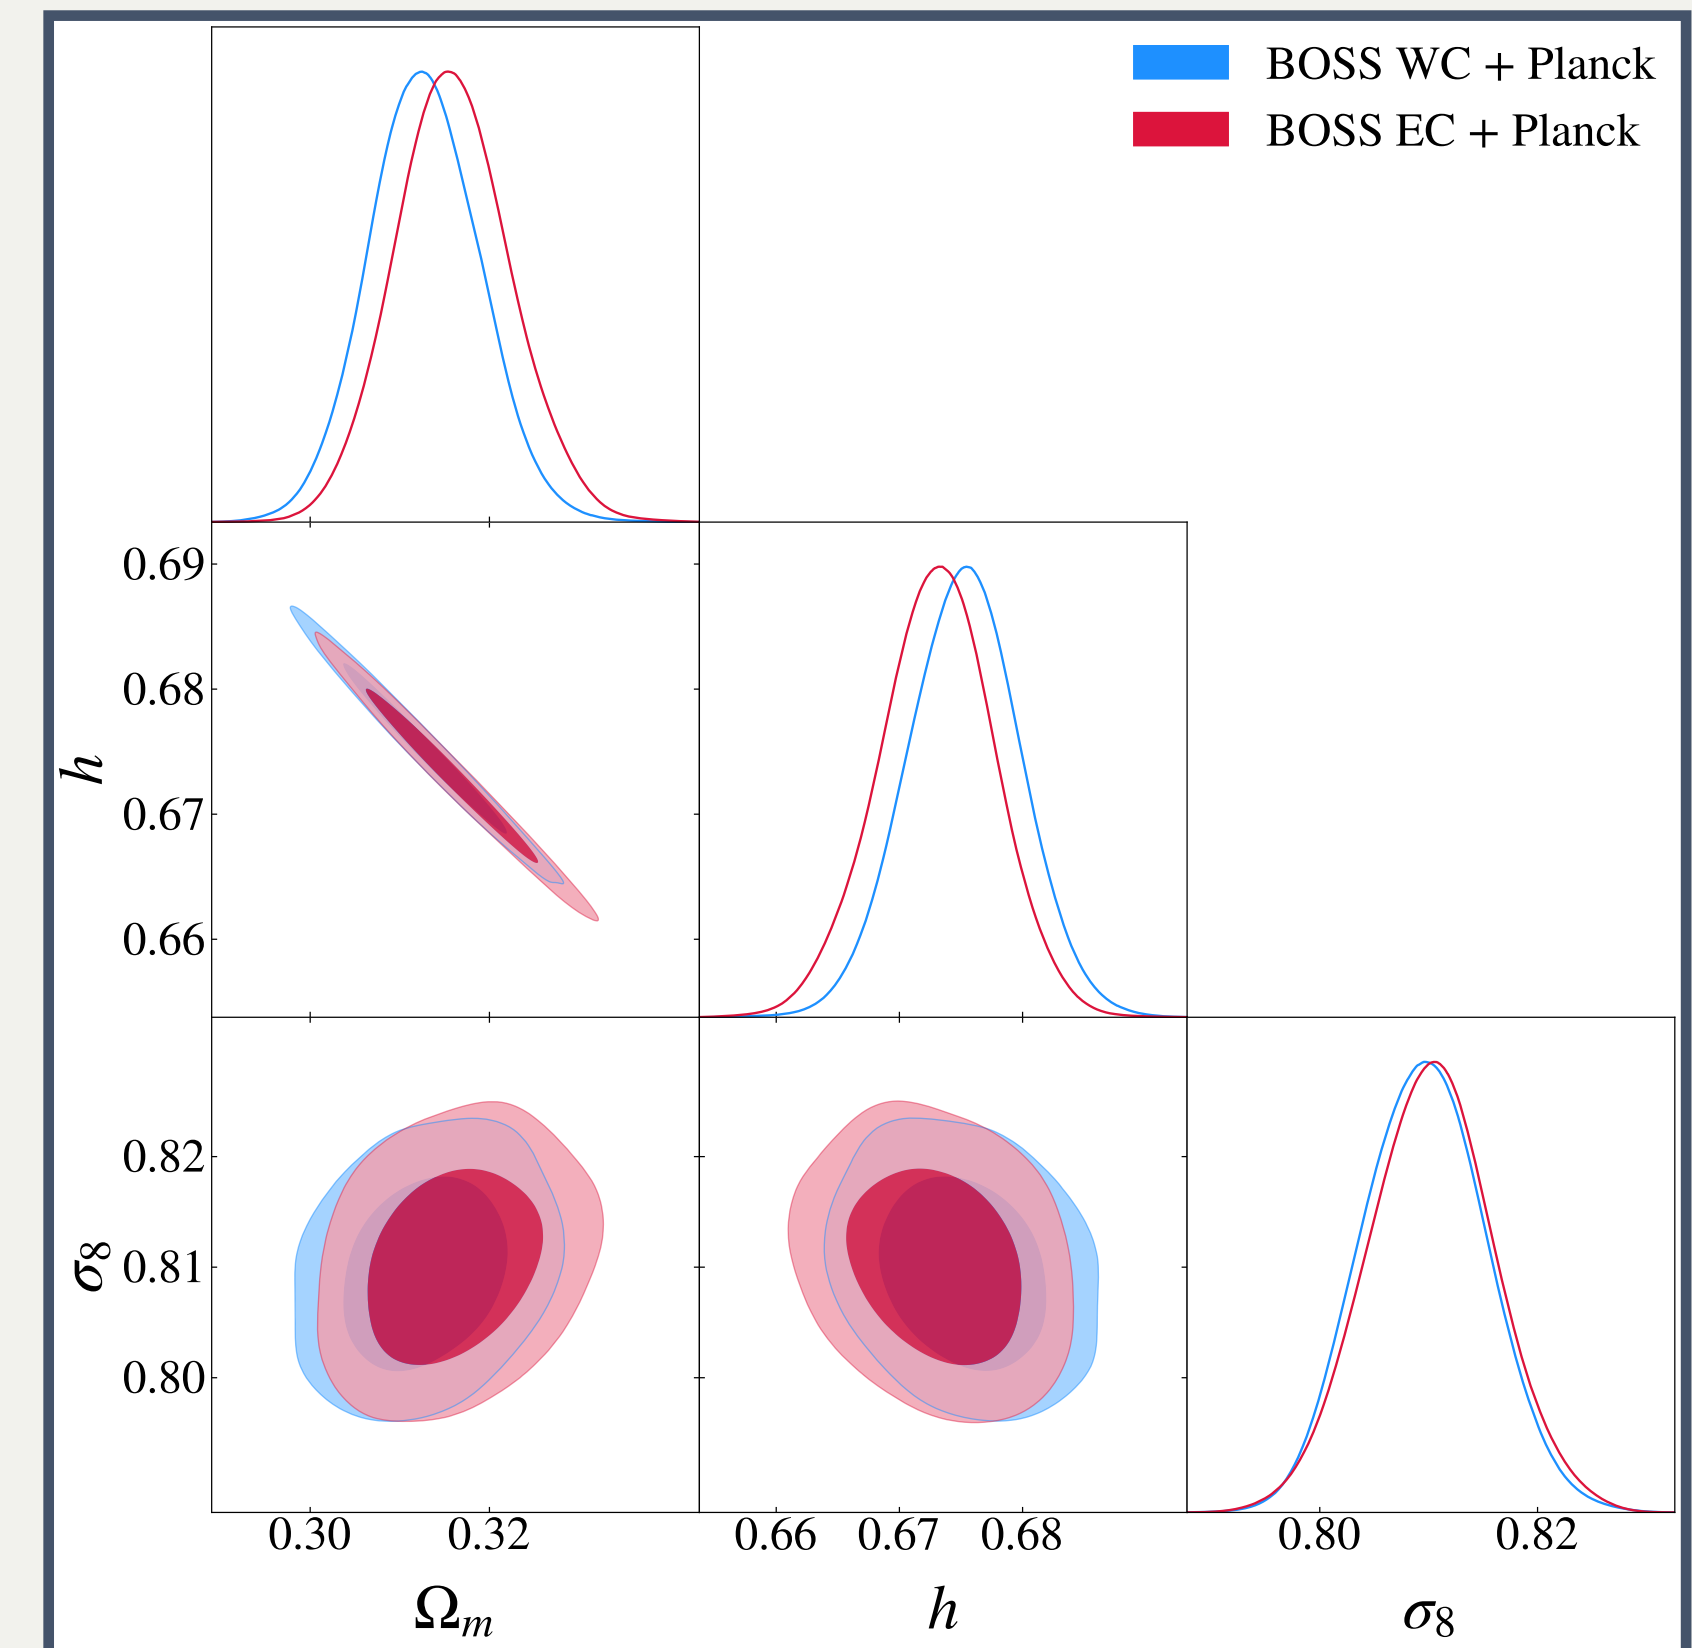 BOSS WC + Planck
BOSS EC + Planck
0.69
0.68
0.67
0.66
h
0.82
0.81
0.80
σ₈
0.30 0.32 0.66 0.67 0.68 0.80 0.82
Ωₘ h σ₈